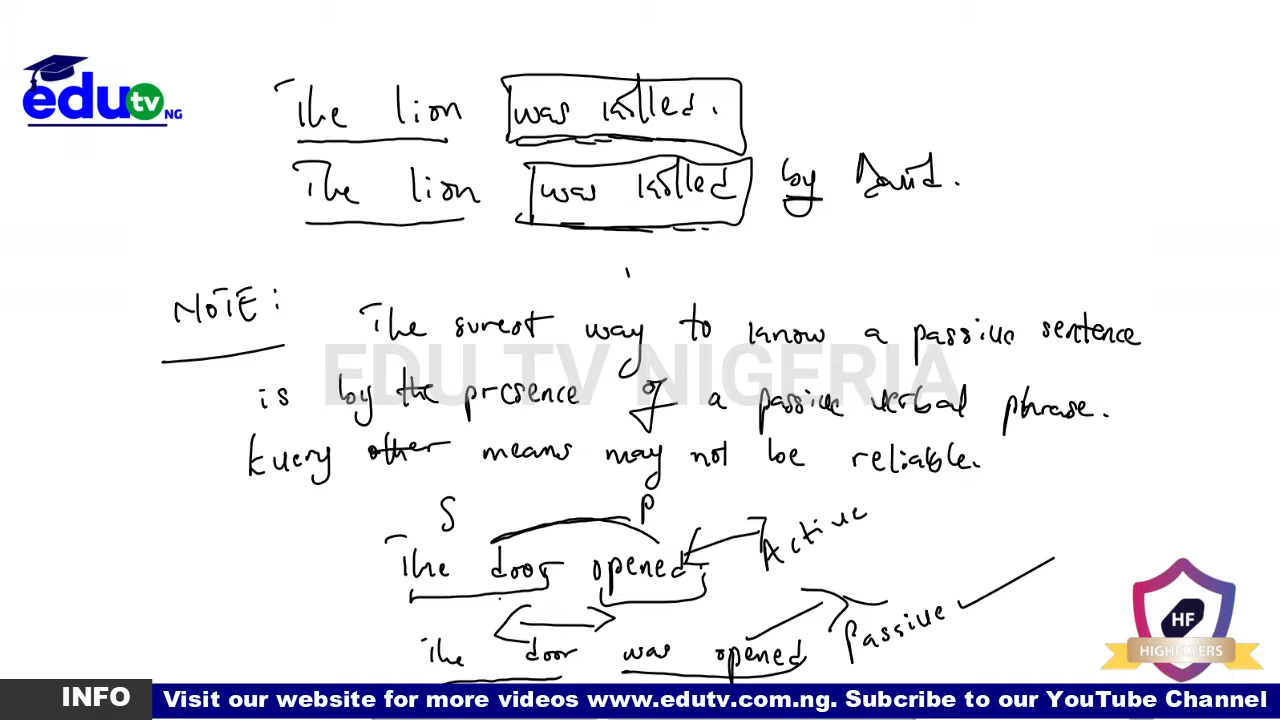 edu tv NG
The lion was killed.
The lion was killed by David.
NOTE: The surest way to know a passive sentence
EDU TV NIGERIA
is by the presence of a passive verbal phrase.
Every other means may not be reliable.
S P
The door opened. Active
The door was opened Passive
HF
HIGHFLYERS
INFO Visit our website for more videos www.edutv.com.ng. Subcribe to our YouTube Channel